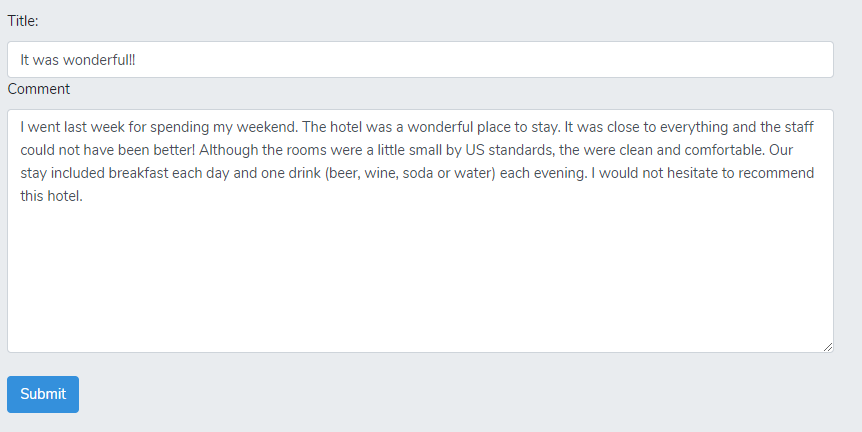 Title:
It was wonderful!!
Comment
I went last week for spending my weekend. The hotel was a wonderful place to stay. It was close to everything and the staff
could not have been better! Although the rooms were a little small by US standards, the were clean and comfortable. Our
stay included breakfast each day and one drink (beer, wine, soda or water) each evening. I would not hesitate to recommend
this hotel.
Submit